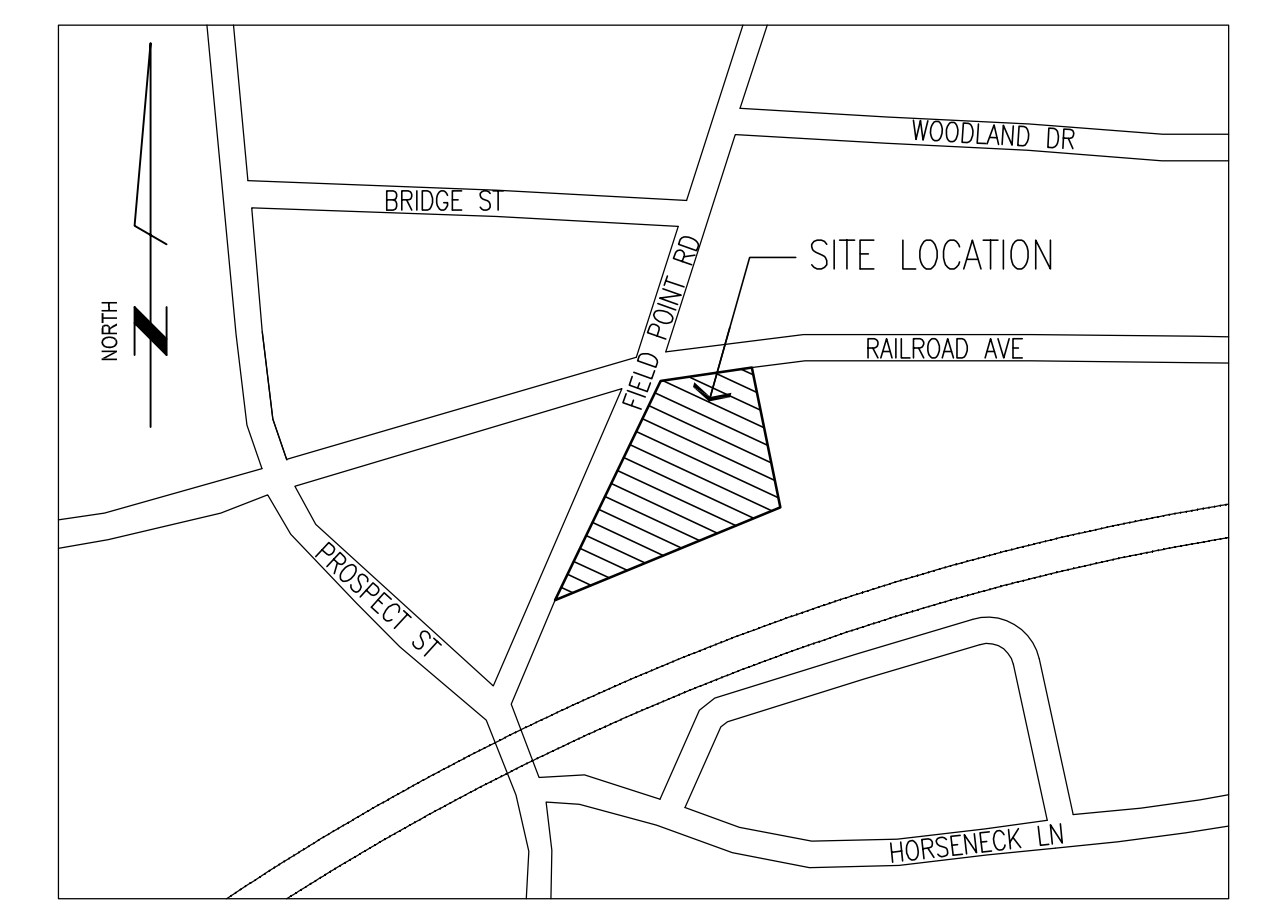 WOODLAND DR
BRIDGE ST
SITE LOCATION
FIELD POINT RD
NORTH
N
RAILROAD AVE
PROSPECT ST
HORSENECK LN